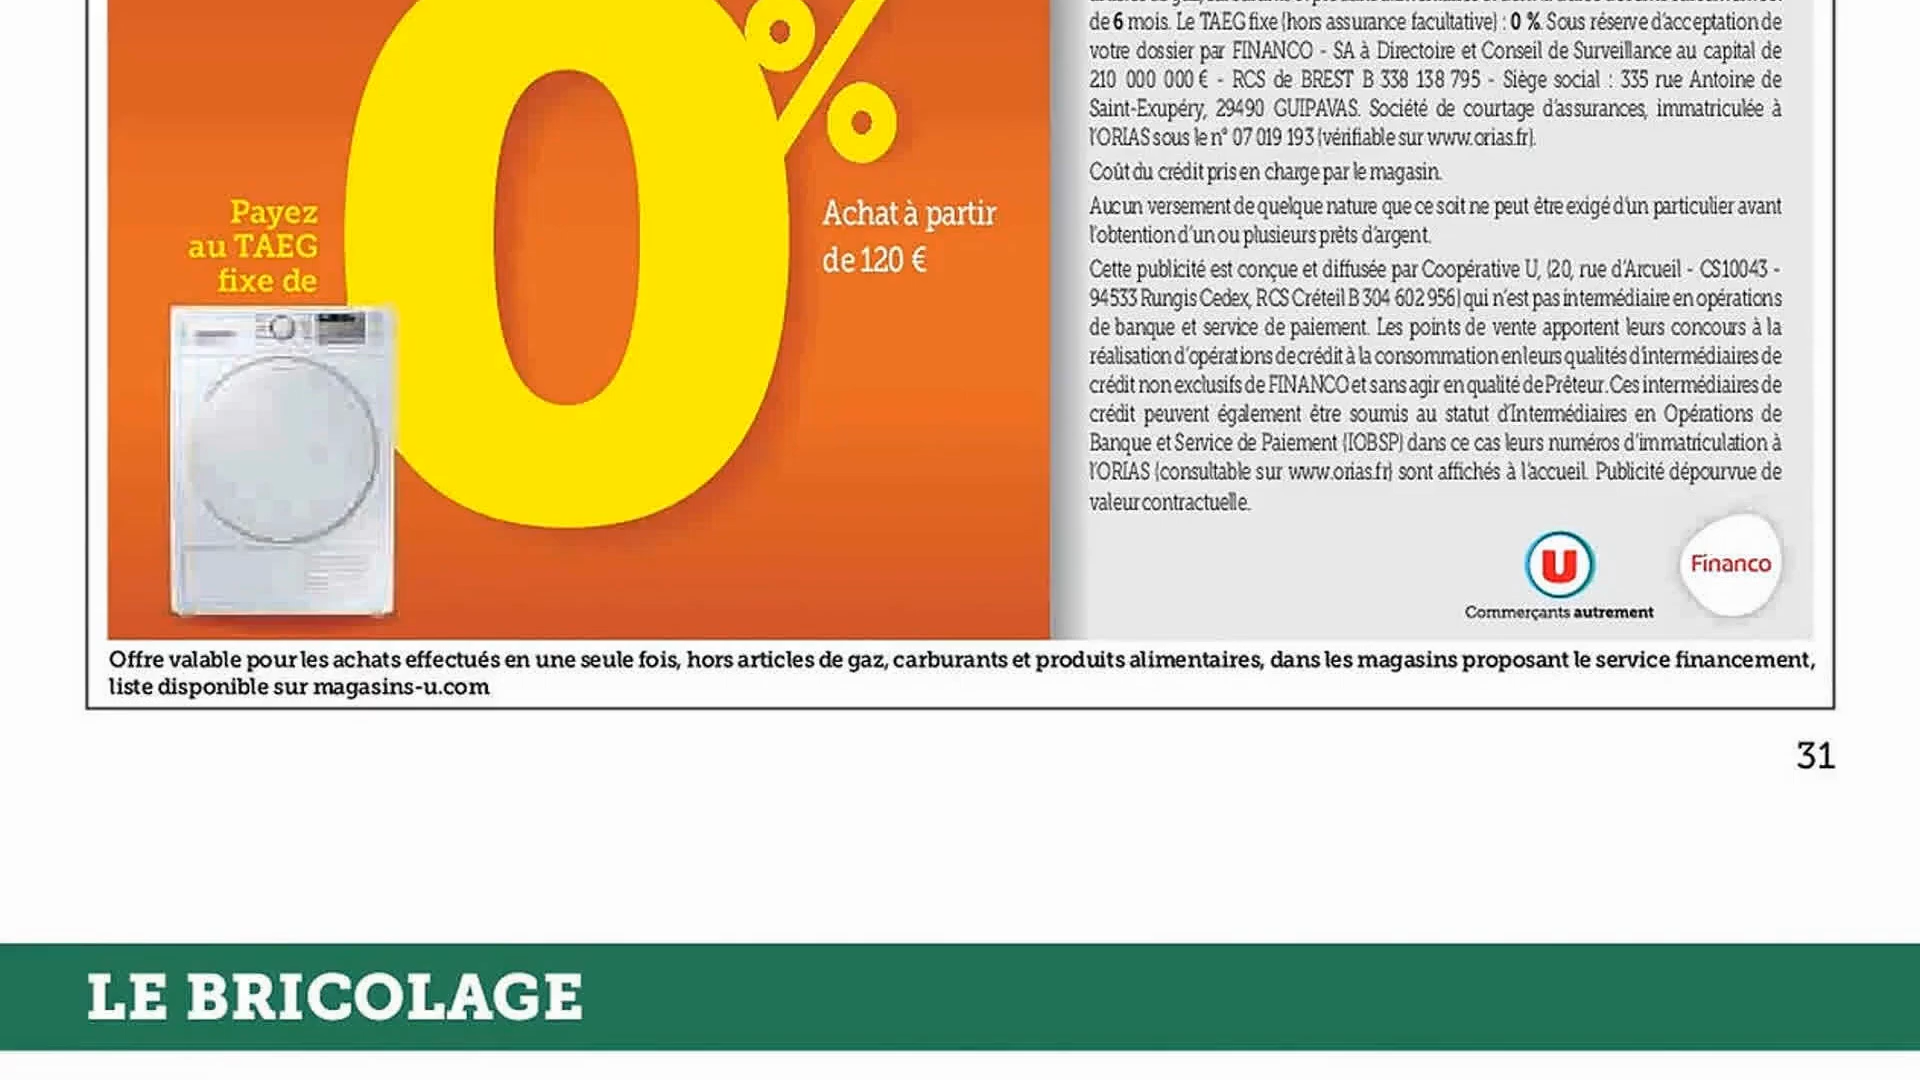 0%
Payez
au TAEG
fixe de
Achat à partir
de 120 €
de 6 mois. Le TAEG fixe (hors assurance facultative) : 0 % Sous réserve d'acceptation de
votre dossier par FINANCO - SA à Directoire et Conseil de Surveillance au capital de
210 000 000 € - RCS de BREST B 338 138 795 - Siège social : 335 rue Antoine de
Saint-Exupéry, 29490 GUIPAVAS. Société de courtage d'assurances, immatriculée à
l'ORIAS sous le n° 07 019 193 (vérifiable sur www.orias.fr).
Coût du crédit pris en charge par le magasin.
Aucun versement de quelque nature que ce soit ne peut être exigé d'un particulier avant
l'obtention d'un ou plusieurs prêts d'argent.
Cette publicité est conçue et diffusée par Coopérative U, (20, rue d'Arcueil - CS10043 -
94533 Rungis Cedex, RCS Créteil B 304 602 956) qui n'est pas intermédiaire en opérations
de banque et service de paiement. Les points de vente apportent leurs concours à la
réalisation d'opérations de crédit à la consommation en leurs qualités d'intermédiaires de
crédit non exclusifs de FINANCO et sans agir en qualité de Prêteur. Ces intermédiaires de
crédit peuvent également être soumis au statut d'Intermédiaires en Opérations de
Banque et Service de Paiement (IOBSP) dans ce cas leurs numéros d'immatriculation à
l'ORIAS (consultable sur www.orias.fr) sont affichés à l'accueil. Publicité dépourvue de
valeur contractuelle.
U
Commerçants autrement
Financo
Offre valable pour les achats effectués en une seule fois, hors articles de gaz, carburants et produits alimentaires, dans les magasins proposant le service financement,
liste disponible sur magasins-u.com
31
LE BRICOLAGE